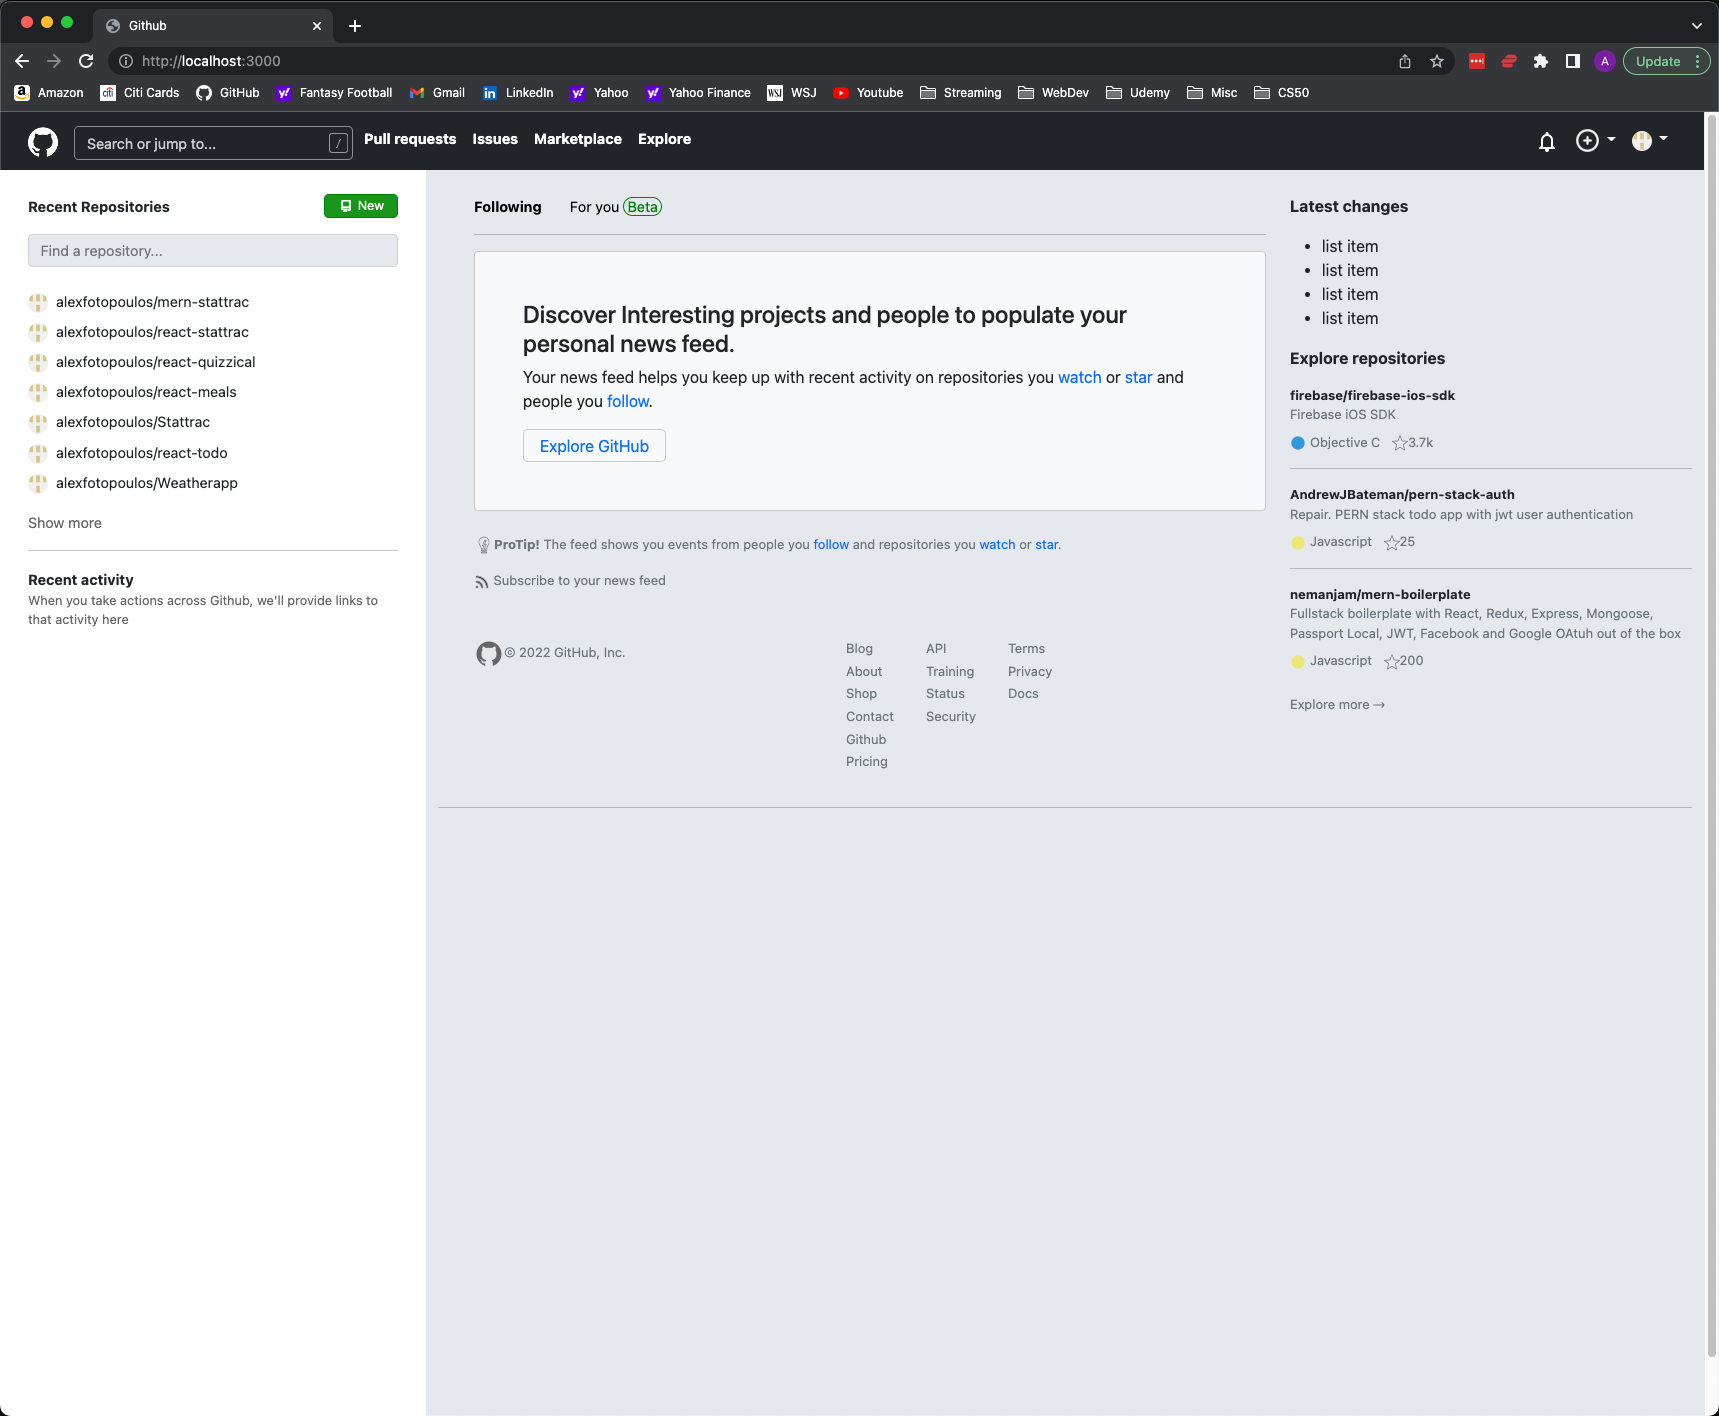 Github
http://localhost:3000
A
Update
Amazon
Citi Cards
GitHub
Fantasy Football
Gmail
LinkedIn
Yahoo
Yahoo Finance
WSJ
Youtube
Streaming
WebDev
Udemy
Misc
CS50
Search or jump to...
/
Pull requests
Issues
Marketplace
Explore
Recent Repositories
New
Find a repository...
alexfotopoulos/mern-stattrac
alexfotopoulos/react-stattrac
alexfotopoulos/react-quizzical
alexfotopoulos/react-meals
alexfotopoulos/Stattrac
alexfotopoulos/react-todo
alexfotopoulos/Weatherapp
Show more
Recent activity
When you take actions across Github, we'll provide links to
that activity here
Following
For you Beta
Discover Interesting projects and people to populate your
personal news feed.
Your news feed helps you keep up with recent activity on repositories you watch or star and
people you follow.
Explore GitHub
ProTip! The feed shows you events from people you follow and repositories you watch or star.
Subscribe to your news feed
© 2022 GitHub, Inc.
Blog
About
Shop
Contact
Github
Pricing
API
Training
Status
Security
Terms
Privacy
Docs
Latest changes
• list item
• list item
• list item
• list item
Explore repositories
firebase/firebase-ios-sdk
Firebase iOS SDK
Objective C ☆3.7k
AndrewJBateman/pern-stack-auth
Repair. PERN stack todo app with jwt user authentication
Javascript ☆25
nemanjam/mern-boilerplate
Fullstack boilerplate with React, Redux, Express, Mongoose,
Passport Local, JWT, Facebook and Google OAtuh out of the box
Javascript ☆200
Explore more →